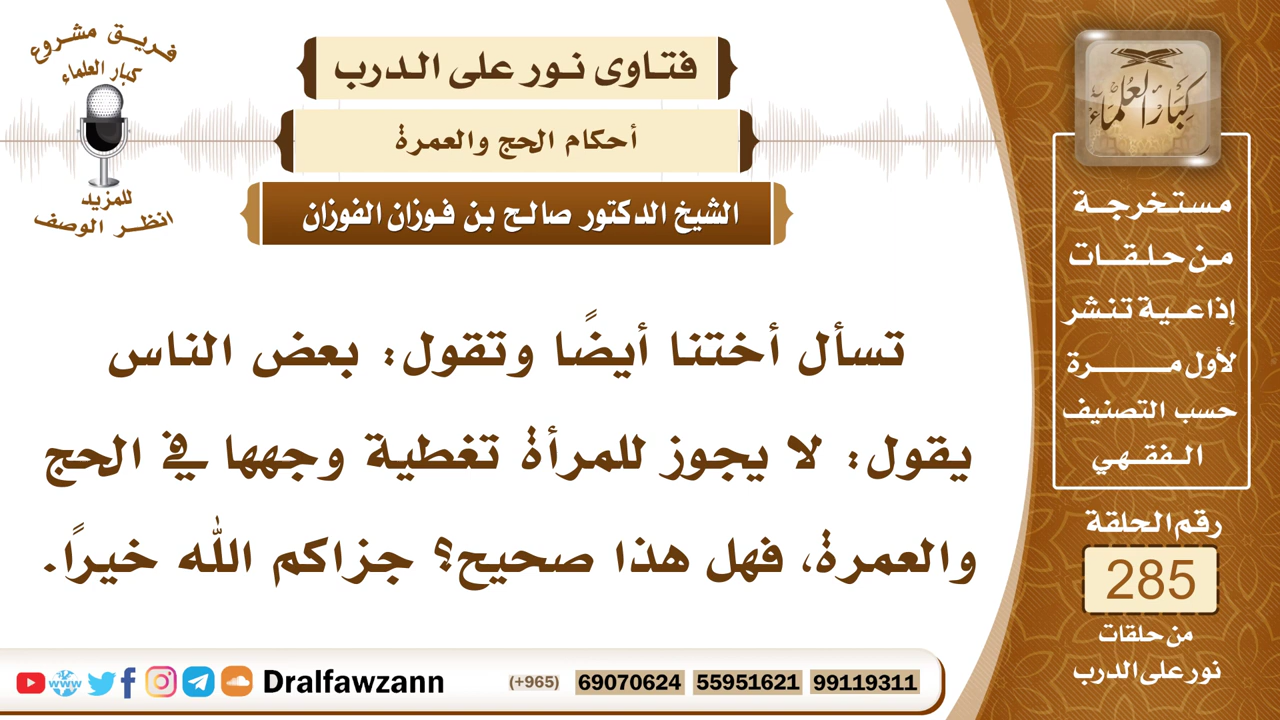 فتاوى نور على الدرب
أحكام الحج والعمرة
الشيخ الدكتور صالح بن فوزان الفوزان
فريق مشروع
كبار العلماء
للمزيد
انظر الوصف
تسأل أختنا أيضًا وتقول: بعض الناس
يقول: لا يجوز للمرأة تغطية وجهها في الحج
والعمرة، فهل هذا صحيح؟ جزاكم الله خيرًا.
كبار العلماء
مستخرجة
من حلقات
إذاعية تنشر
لأول مرة
حسب التصنيف
الفقهي
رقم الحلقة
285
من حلقات
نور على الدرب
www Dralfawzann (+965) 69070624 55951621 99119311